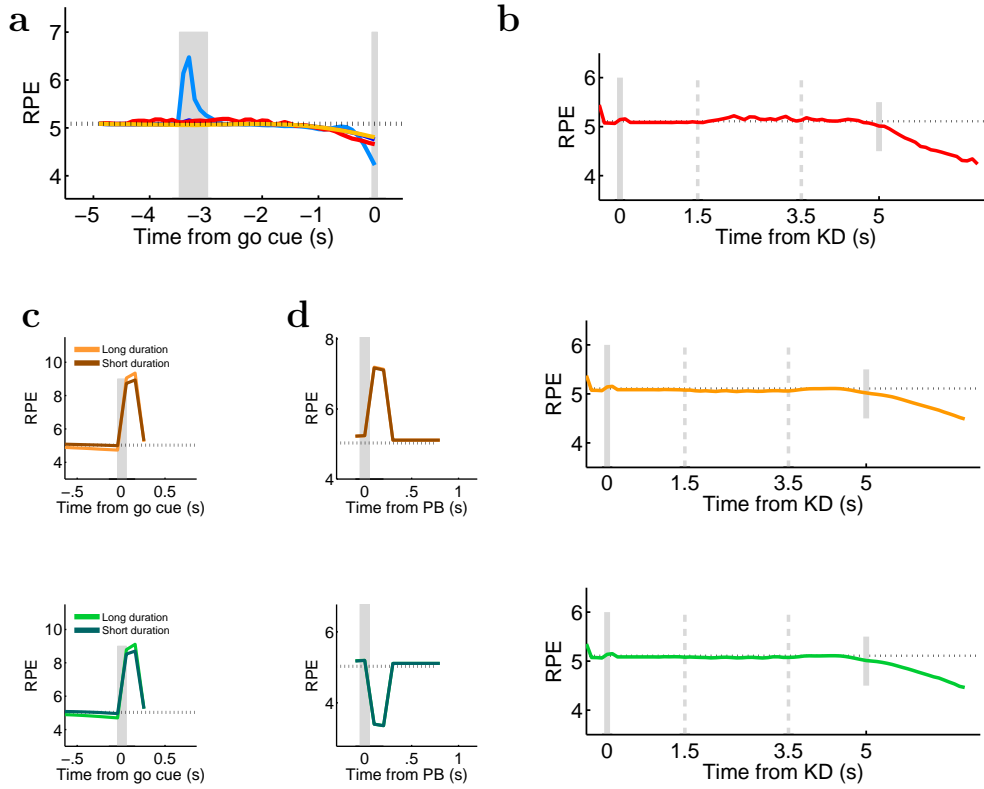 a
7
6
5
4
RPE
−5 −4 −3 −2 −1 0
Time from go cue (s)
b
6
5
4
RPE
0 1.5 3.5 5
Time from KD (s)
c
Long duration
Short duration
10
8
6
4
RPE
−.5 0 0.5
Time from go cue (s)
d
8
6
4
RPE
0 1
Time from PB (s)
6
5
4
RPE
0 1.5 3.5 5
Time from KD (s)
Long duration
Short duration
10
8
6
4
RPE
−.5 0 0.5
Time from go cue (s)
6
4
RPE
0 1
Time from PB (s)
6
5
4
RPE
0 1.5 3.5 5
Time from KD (s)